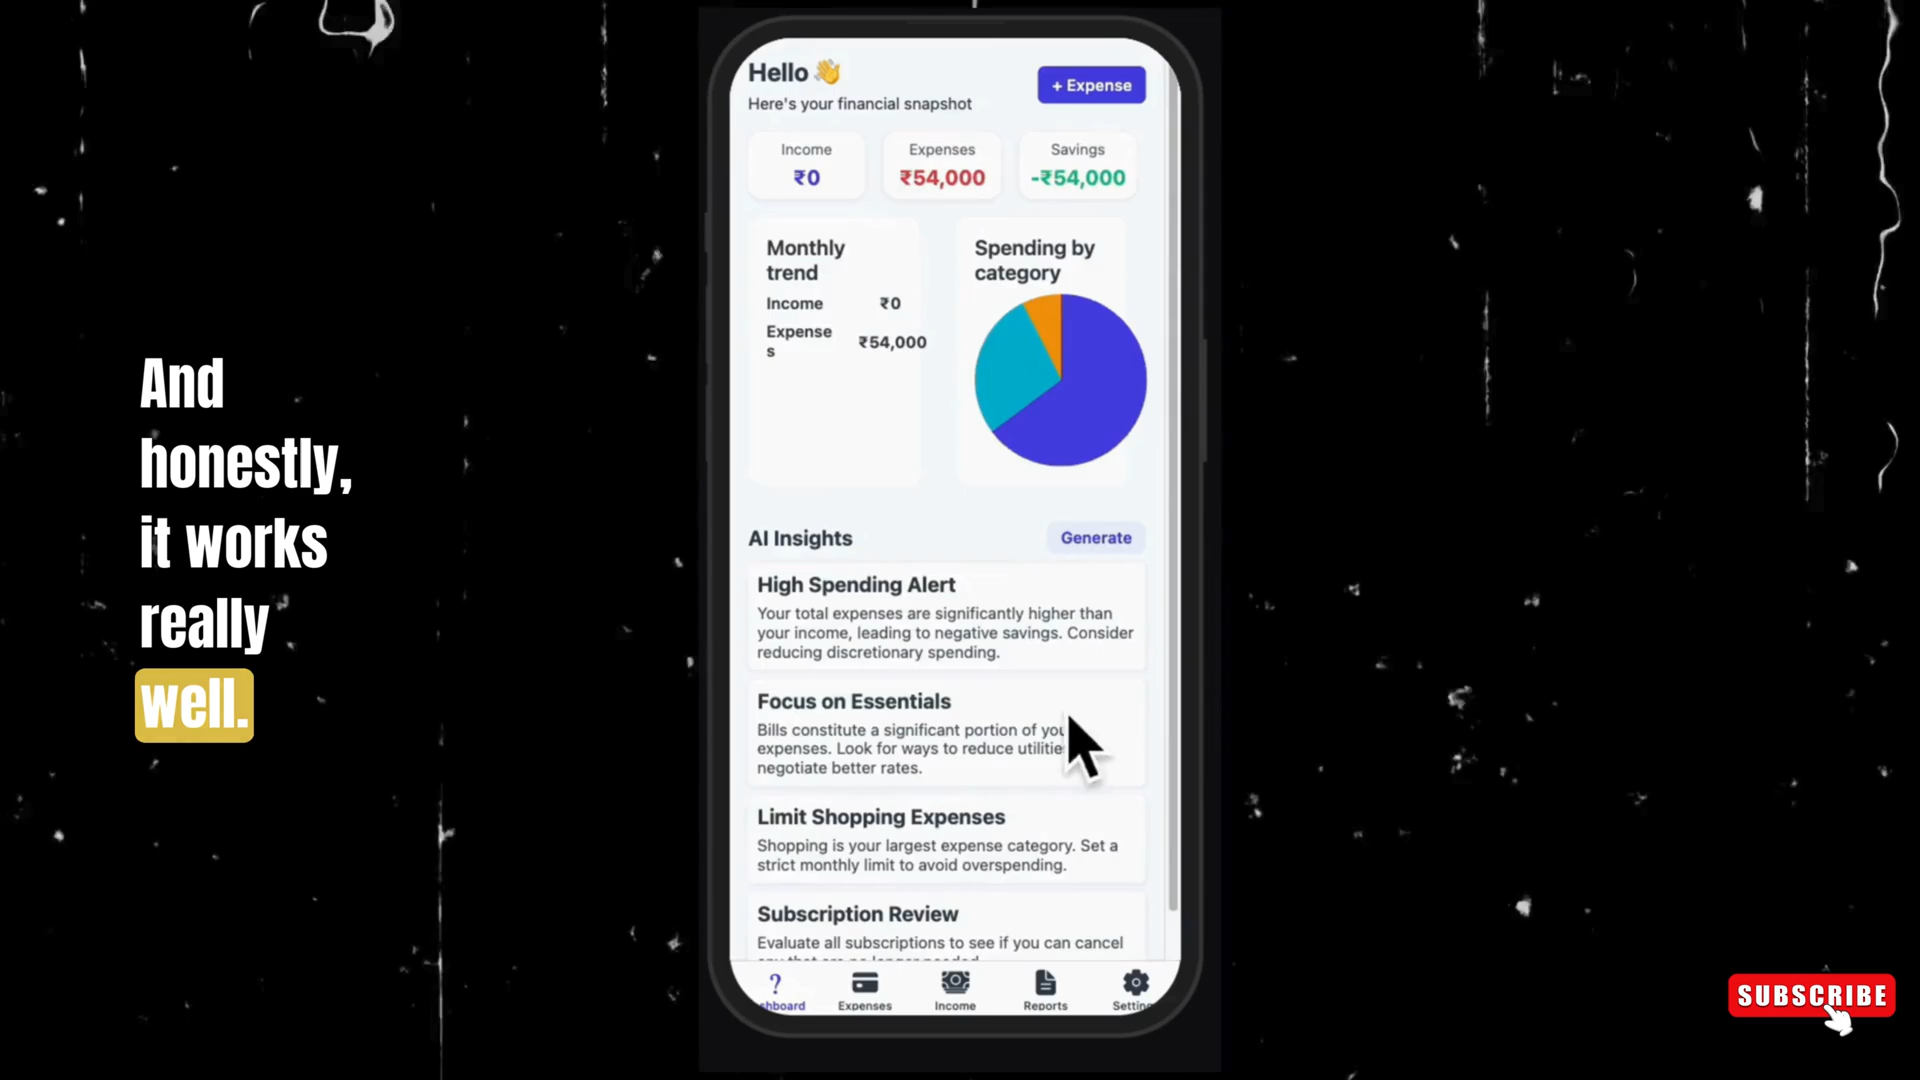 And
honestly,
it works
really
well.
Hello 👋
Here's your financial snapshot
+ Expense
Income
₹0
Expenses
₹54,000
Savings
-₹54,000
Monthly
trend
Income ₹0
Expense
s
₹54,000
Spending by
category
AI Insights
Generate
High Spending Alert
Your total expenses are significantly higher than
your income, leading to negative savings. Consider
reducing discretionary spending.
Focus on Essentials
Bills constitute a significant portion of
expenses. Look for ways to reduce
negotiate better rates.
Limit Shopping Expenses
Shopping is your largest expense category. Set a
strict monthly limit to avoid overspending.
Subscription Review
Evaluate all subscriptions to see if you can cancel
?
shboard
Expenses
Income
Reports
Settin
SUBSCRIBE